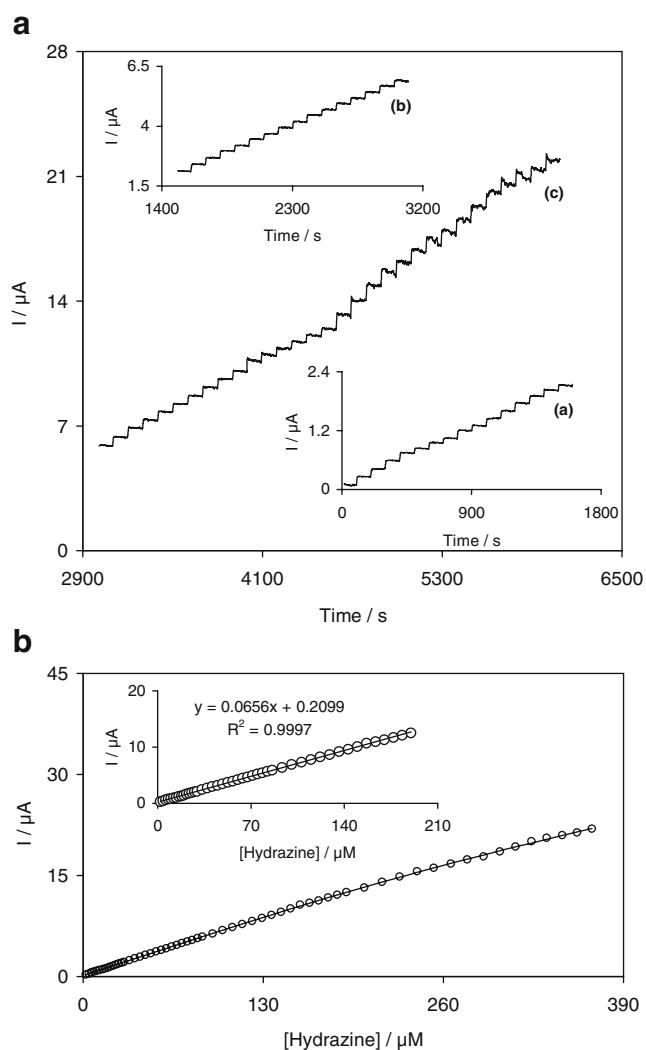 a
28
21
14
7
0
I / µA
2900 4100 5300 6500
Time / s
(c)
6.5
4
1.5
I / µA
(b)
1400 2300 3200
Time / s
2.4
1.2
0
I / µA
(a)
0 900 1800
Time / s
b
45
30
15
0
I / µA
0 130 260 390
[Hydrazine] / µM
20
10
0
I / µA
y = 0.0656x + 0.2099
R² = 0.9997
0 70 140 210
[Hydrazine] / µM